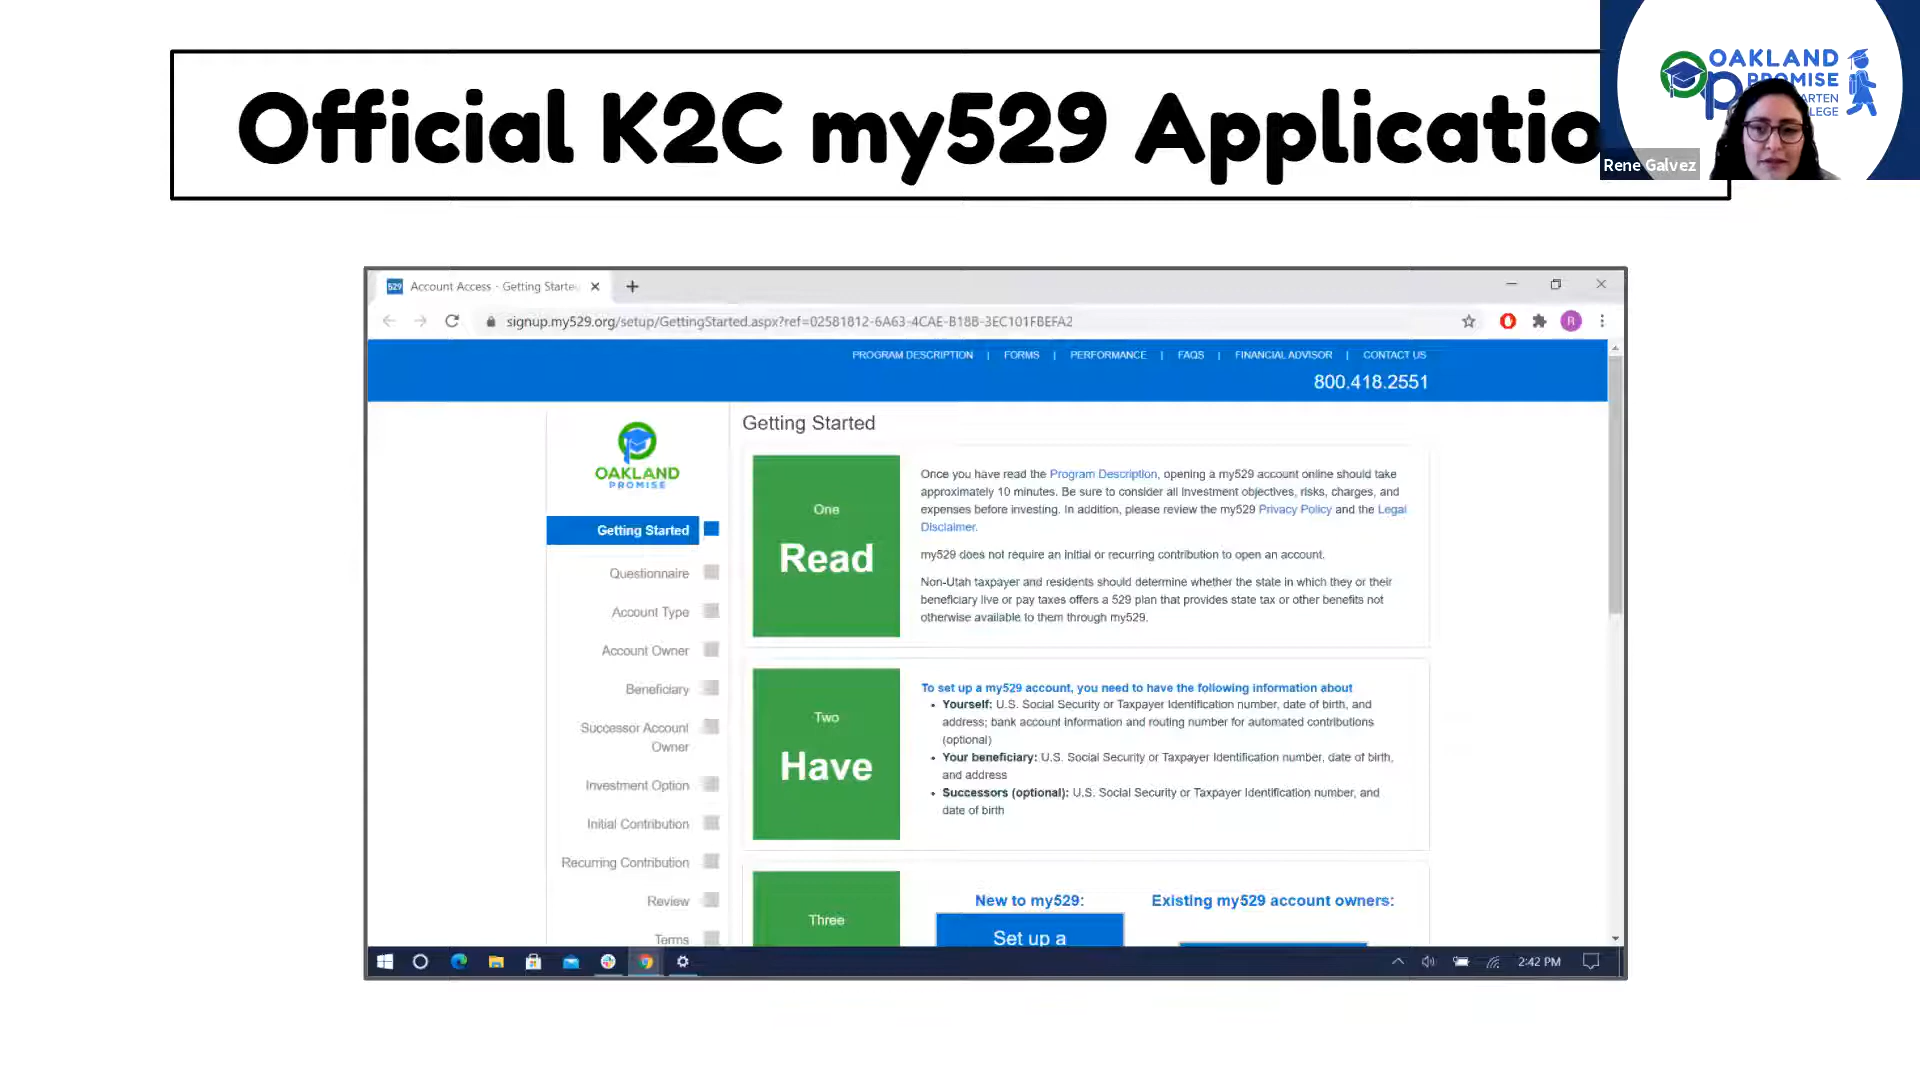 Official K2C my529 Applicatio
OAKLAND
PROMISE
ARTEN
LEGE
Rene Galvez
529 Account Access - Getting Starte
signup.my529.org/setup/GettingStarted.aspx?ref=02581812-6A63-4CAE-B18B-3EC101FBEFA2
R
PROGRAM DESCRIPTION | FORMS | PERFORMANCE | FAQS | FINANCIAL ADVISOR | CONTACT US
800.418.2551
OAKLAND
PROMISE
Getting Started
Questionnaire
Account Type
Account Owner
Beneficiary
Successor Account
Owner
Investment Option
Initial Contribution
Recurring Contribution
Review
Terms
Getting Started
One
Read
Once you have read the Program Description, opening a my529 account online should take
approximately 10 minutes. Be sure to consider all investment objectives, risks, charges, and
expenses before investing. In addition, please review the my529 Privacy Policy and the Legal
Disclaimer.
my529 does not require an initial or recurring contribution to open an account.
Non-Utah taxpayer and residents should determine whether the state in which they or their
beneficiary live or pay taxes offers a 529 plan that provides state tax or other benefits not
otherwise available to them through my529.
Two
Have
To set up a my529 account, you need to have the following information about
• Yourself: U.S. Social Security or Taxpayer Identification number, date of birth, and
address; bank account information and routing number for automated contributions
(optional)
• Your beneficiary: U.S. Social Security or Taxpayer Identification number, date of birth,
and address
• Successors (optional): U.S. Social Security or Taxpayer Identification number, and
date of birth
Three
New to my529:
Set up a
Existing my529 account owners:
2:42 PM